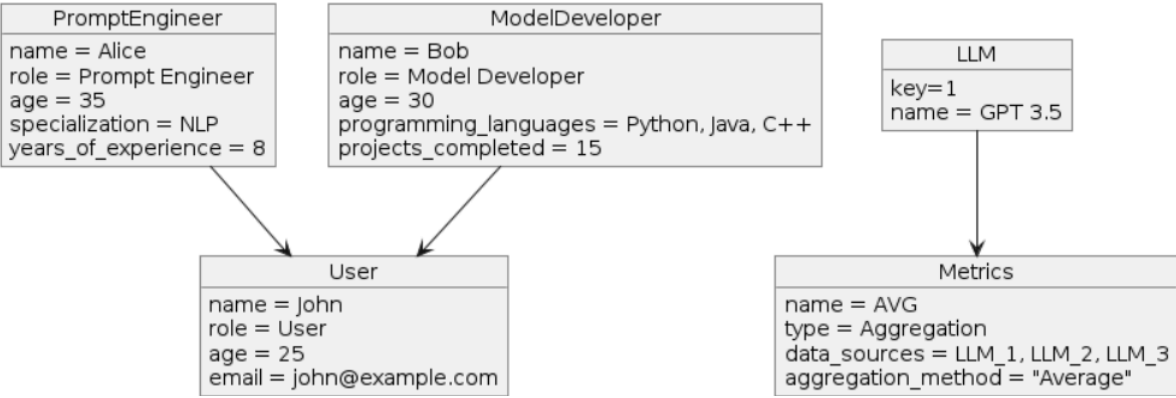 PromptEngineer
name = Alice
role = Prompt Engineer
age = 35
specialization = NLP
years_of_experience = 8
ModelDeveloper
name = Bob
role = Model Developer
age = 30
programming_languages = Python, Java, C++
projects_completed = 15
LLM
key=1
name = GPT 3.5
User
name = John
role = User
age = 25
email = john@example.com
Metrics
name = AVG
type = Aggregation
data_sources = LLM_1, LLM_2, LLM_3
aggregation_method = "Average"